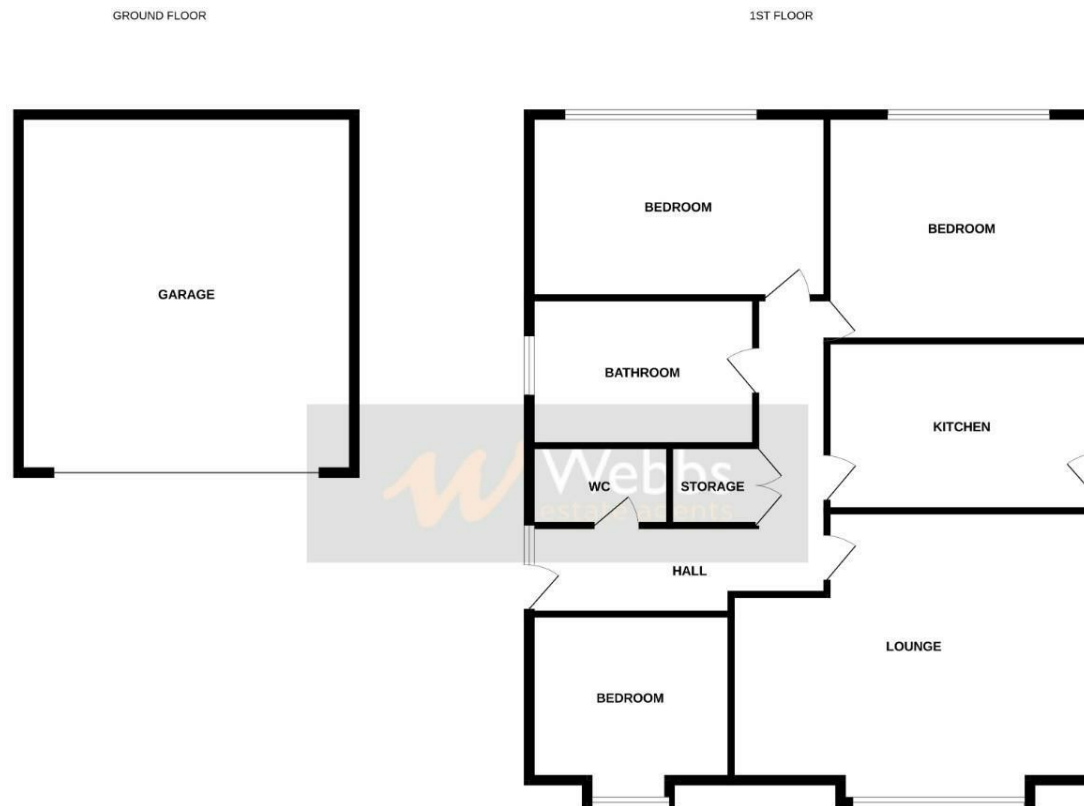 GROUND FLOOR
1ST FLOOR
GARAGE
BEDROOM
BEDROOM
BATHROOM
KITCHEN
WC
STORAGE
Webbs
estate agents
HALL
LOUNGE
BEDROOM